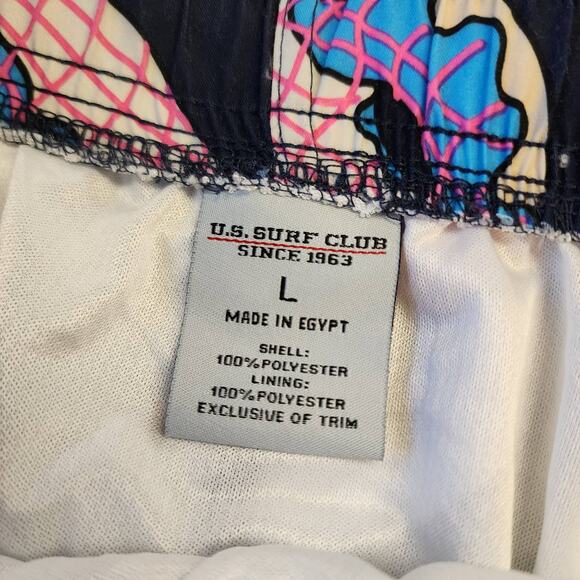 U.S. SURF CLUB
SINCE 1963
L
MADE IN EGYPT
SHELL:
100%POLYESTER
LINING:
100%POLYESTER
EXCLUSIVE OF TRIM